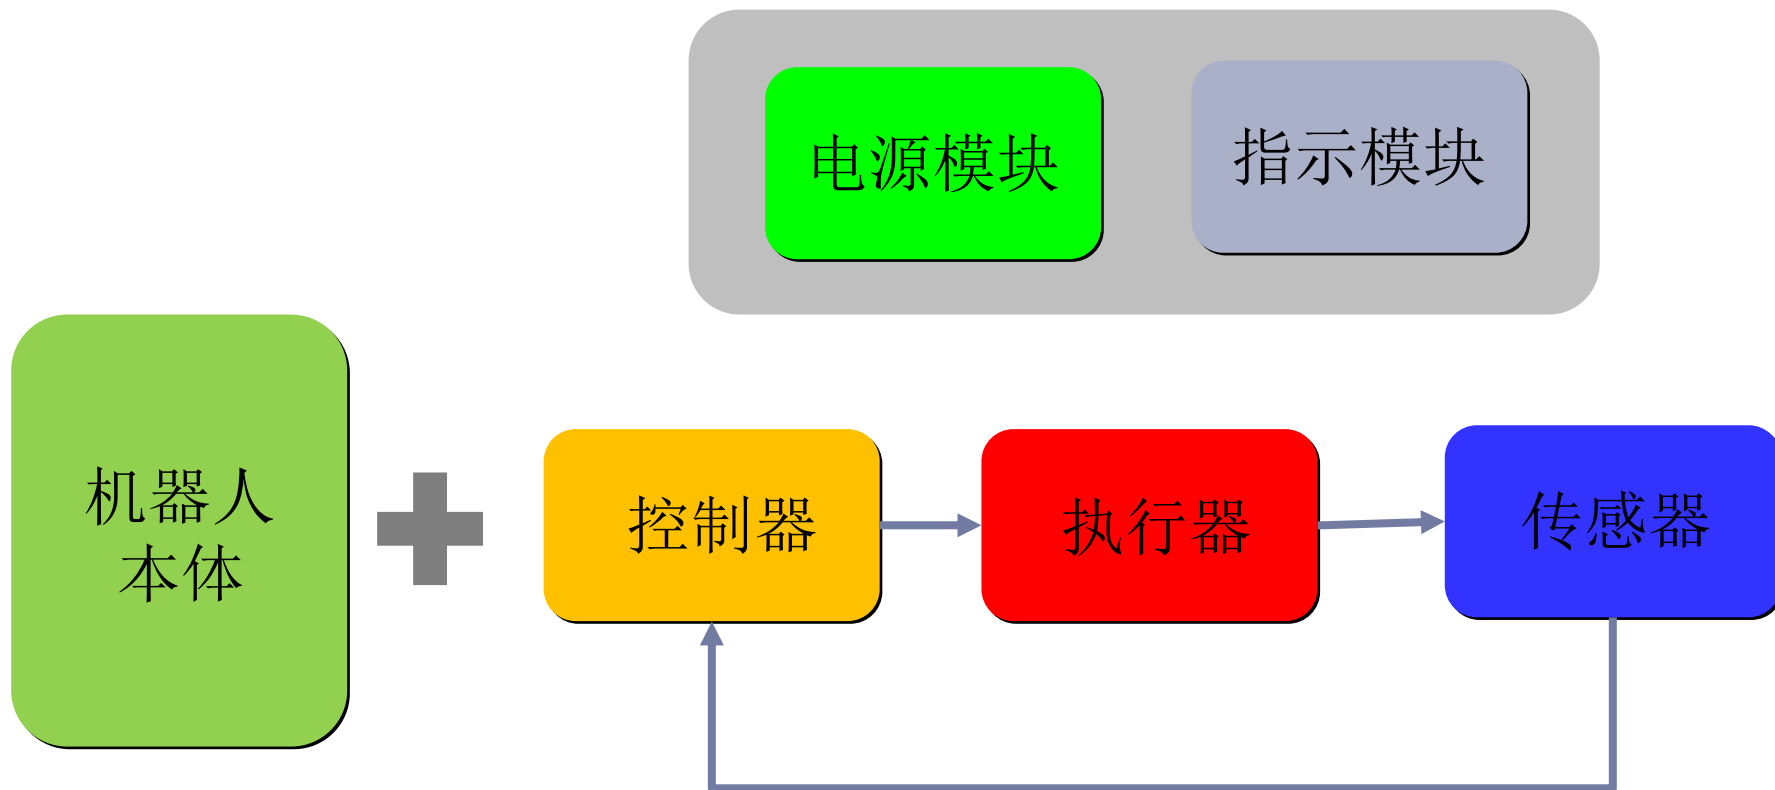 电源模块
指示模块
机器人
本体
控制器
执行器
传感器